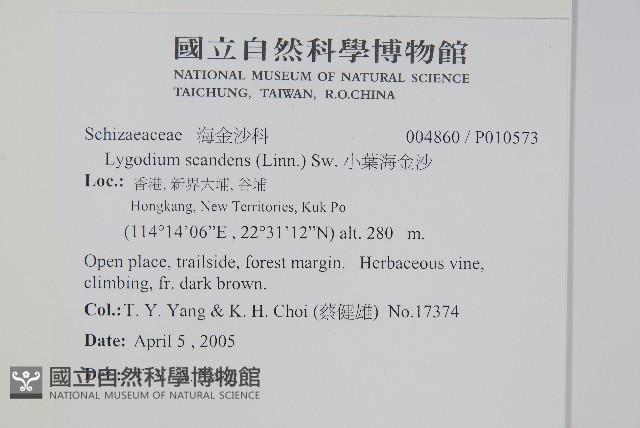 國立自然科學博物館
NATIONAL MUSEUM OF NATURAL SCIENCE
TAICHUNG, TAIWAN, R.O.CHINA
Schizaeaceae 海金沙科 004860 / P010573
Lygodium scandens (Linn.) Sw. 小葉海金沙
Loc.: 香港, 新界大埔, 谷埔
Hongkang, New Territories, Kuk Po
(114°14'06"E , 22°31'12"N) alt. 280 m.
Open place, trailside, forest margin. Herbaceous vine,
climbing, fr. dark brown.
Col.: T. Y. Yang & K. H. Choi (蔡健雄) No.17374
Date: April 5 , 2005
國立自然科學博物館
NATIONAL MUSEUM OF NATURAL SCIENCE